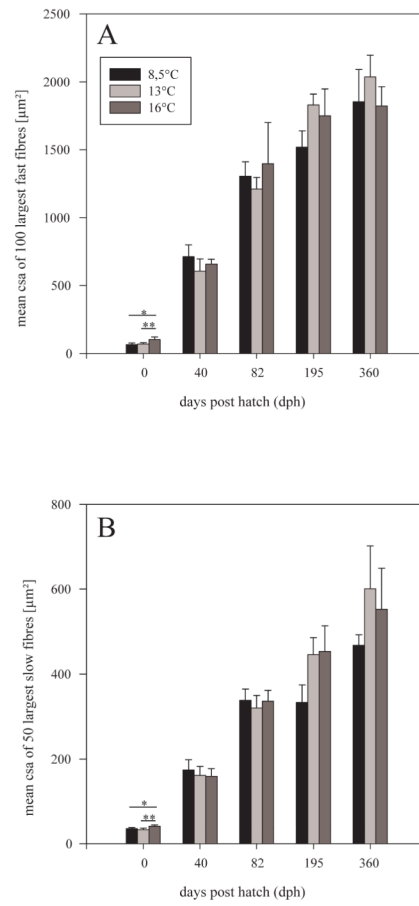 2500
A
8,5°C
13°C
16°C
2000
1500
1000
500
0
mean csa of 100 largest fast fibres [µm²]
*
**
0 40 82 195 360
days post hatch (dph)
800
B
600
400
200
0
mean csa of 50 largest slow fibres [µm²]
*
**
0 40 82 195 360
days post hatch (dph)